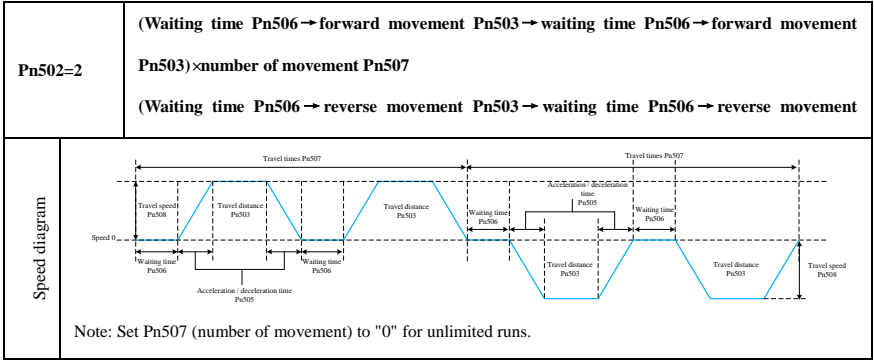 Pn502=2
(Waiting time Pn506→forward movement Pn503→waiting time Pn506→forward movement
Pn503)×number of movement Pn507
(Waiting time Pn506→reverse movement Pn503→waiting time Pn506→reverse movement
Speed diagram
Travel times Pn507
Travel times Pn507
Travel speed
Pn508
Travel distance
Pn503
Travel distance
Pn503
Acceleration / deceleration
time
Pn505
Waiting time
Pn506
Waiting time
Pn506
Speed 0
Waiting time
Pn506
Waiting time
Pn506
Acceleration / deceleration time
Pn505
Travel distance
Pn503
Travel distance
Pn503
Travel speed
Pn508
Note: Set Pn507 (number of movement) to "0" for unlimited runs.